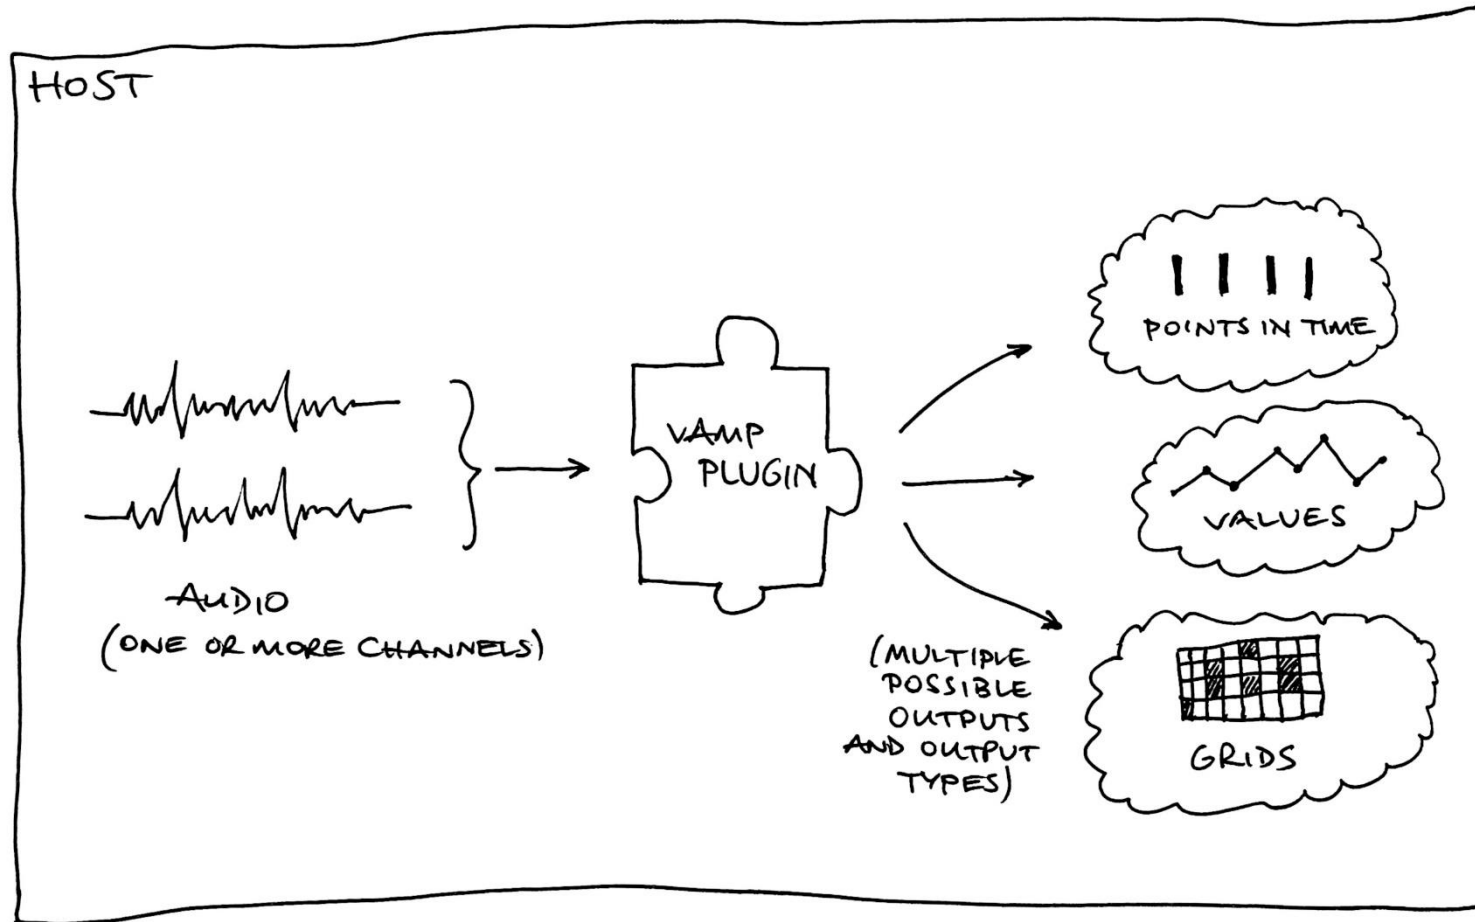 HOST
AUDIO
(ONE OR MORE CHANNELS)
VAMP
PLUGIN
(MULTIPLE
POSSIBLE
OUTPUTS
AND OUTPUT
TYPES)
POINTS IN TIME
VALUES
GRIDS